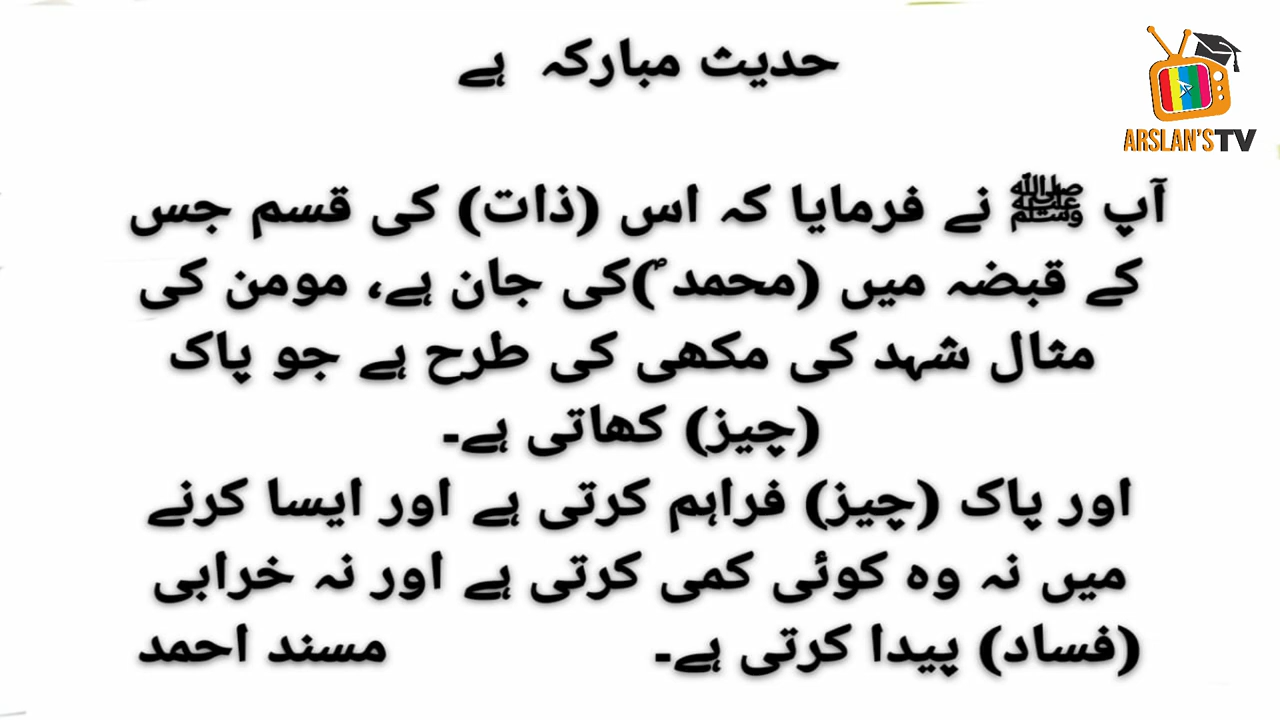 حدیث مبارکہ ہے
ARSLAN'S TV
آپ ﷺ نے فرمایا کہ اس (ذات) کی قسم جس
کے قبضہ میں (محمد ؐ)کی جان ہے، مومن کی
مثال شہد کی مکھی کی طرح ہے جو پاک
(چیز) کھاتی ہے۔
اور پاک (چیز) فراہم کرتی ہے اور ایسا کرنے
میں نہ وہ کوئی کمی کرتی ہے اور نہ خرابی
(فساد) پیدا کرتی ہے۔ مسند احمد